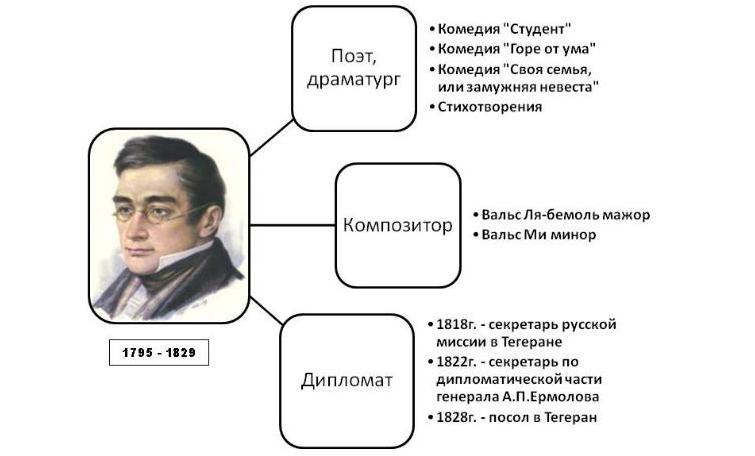 Поэт,
драматург
• Комедия "Студент"
• Комедия "Горе от ума"
• Комедия "Своя семья,
или замужняя невеста"
• Стихотворения
Композитор
• Вальс Ля-бемоль мажор
• Вальс Ми минор
1795 - 1829
Дипломат
• 1818г. - секретарь русской
миссии в Тегеране
• 1822г. - секретарь по
дипломатической части
генерала А.П.Ермолова
• 1828г. - посол в Тегеран